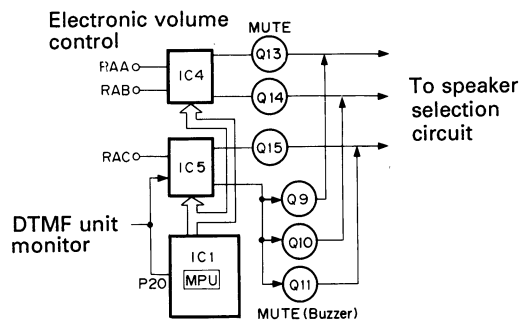 Electronic volume
control
MUTE
RAA
RAB
IC4
Q13
Q14
To speaker
selection
circuit
RAC
IC5
Q15
Q9
DTMF unit
monitor
Q10
IC1
MPU
P20
Q11
MUTE (Buzzer)